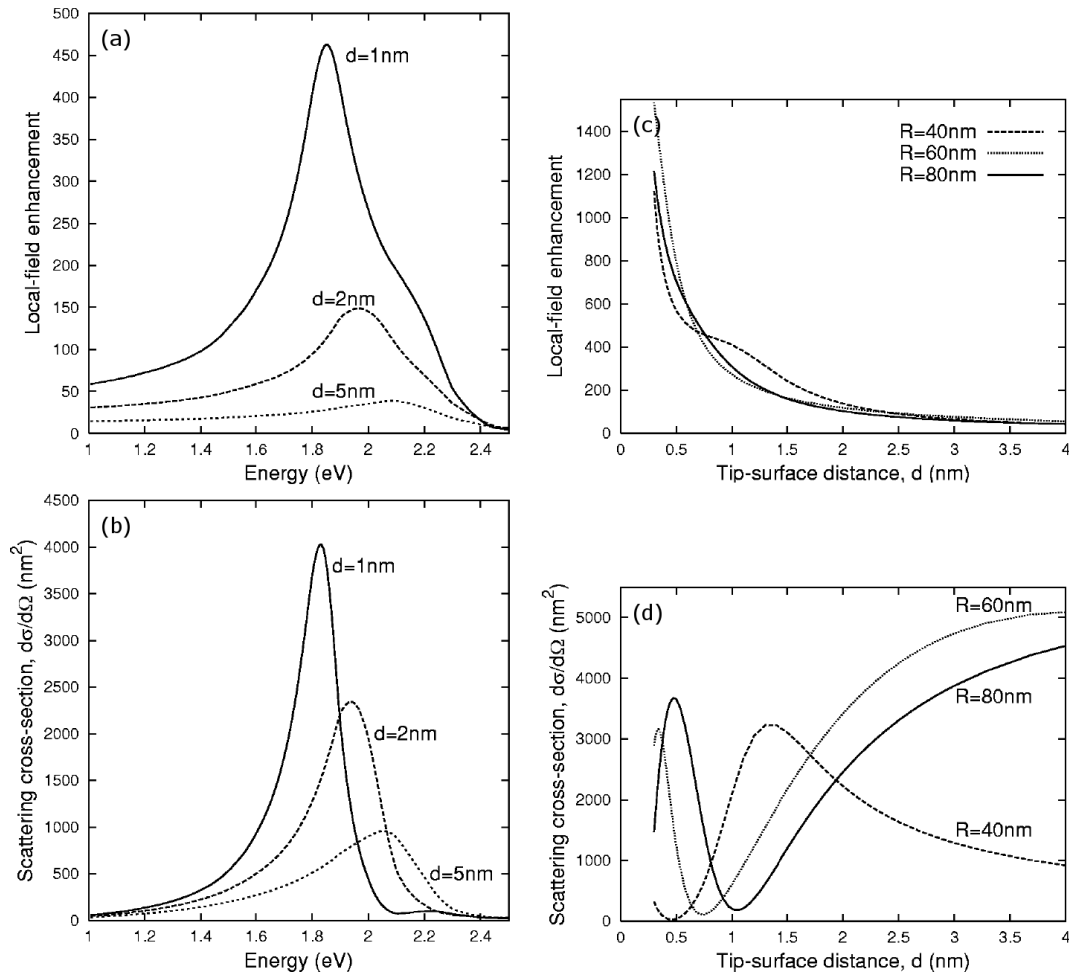 (a)
500
450
400
350
300
250
200
150
100
50
0
Local-field enhancement
d=1nm
d=2nm
d=5nm
1 1.2 1.4 1.6 1.8 2 2.2 2.4
Energy (eV)
(b)
4500
4000
3500
3000
2500
2000
1500
1000
500
0
Scattering cross-section, dσ/dΩ (nm²)
d=1nm
d=2nm
d=5nm
1 1.2 1.4 1.6 1.8 2 2.2 2.4
Energy (eV)
(c)
1400
1200
1000
800
600
400
200
0
Local-field enhancement
R=40nm
R=60nm
R=80nm
0 0.5 1 1.5 2 2.5 3 3.5 4
Tip-surface distance, d (nm)
(d)
5000
4000
3000
2000
1000
0
Scattering cross-section, dσ/dΩ (nm²)
R=60nm
R=80nm
R=40nm
0 0.5 1 1.5 2 2.5 3 3.5 4
Tip-surface distance, d (nm)